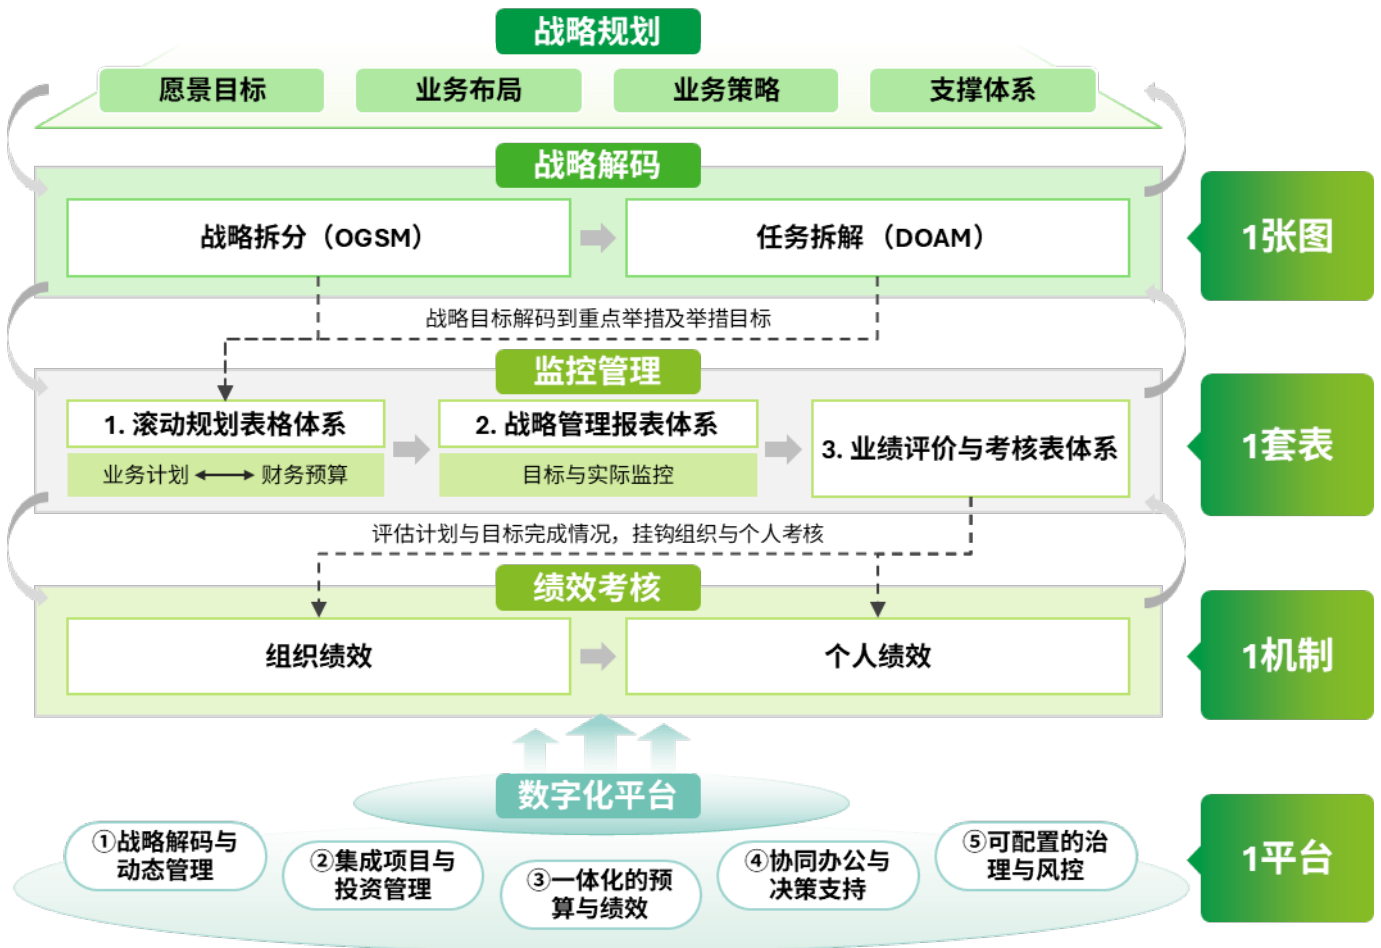 战略规划
愿景目标
业务布局
业务策略
支撑体系
战略解码
战略拆分（OGSM）
任务拆解（DOAM）
1张图
战略目标解码到重点举措及举措目标
监控管理
1. 滚动规划表格体系
2. 战略管理报表体系
3. 业绩评价与考核表体系
业务计划
财务预算
目标与实际监控
1套表
评估计划与目标完成情况，挂钩组织与个人考核
绩效考核
组织绩效
个人绩效
1机制
数字化平台
①战略解码与
动态管理
②集成项目与
投资管理
③一体化的预
算与绩效
④协同办公与
决策支持
⑤可配置的治
理与风控
1平台